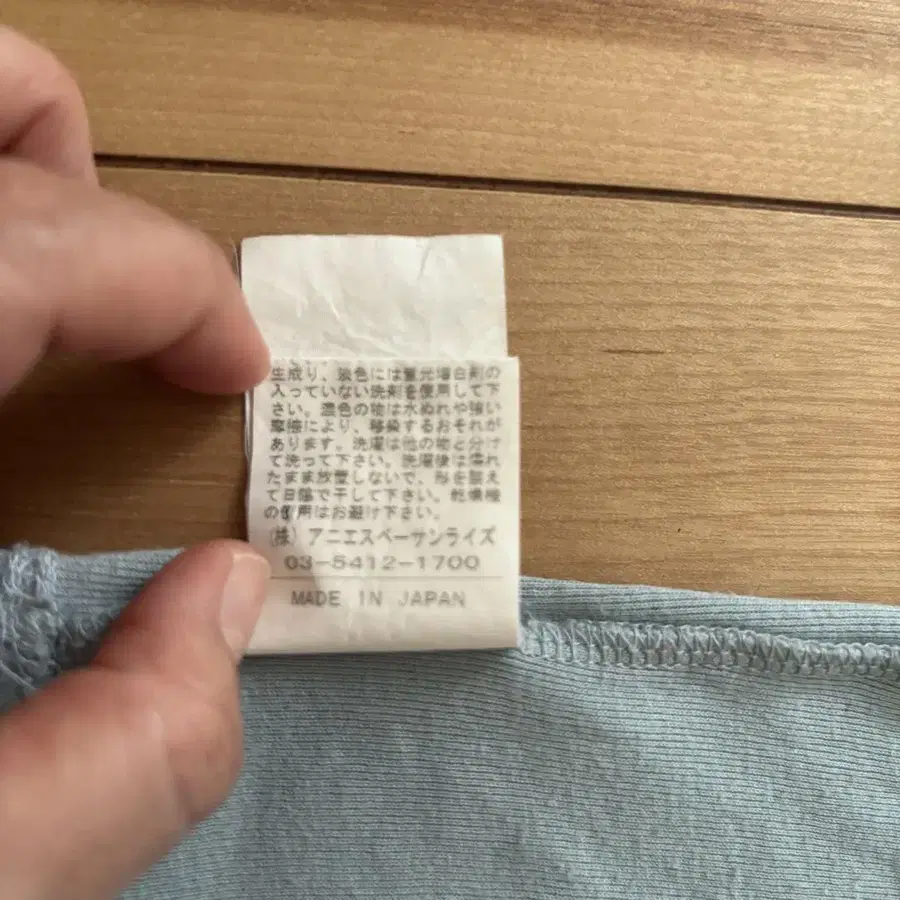 生成り、淡色には蛍光増白剤の
入っていない洗剤を使用して下
さい。濃色の物は水ぬれや強い
摩擦により、移染するおそれが
あります。洗濯は他の物と分け
て洗って下さい。洗濯後は濡れ
たまま放置しないで、形を整え
て日陰で干して下さい。乾燥機
の使用はお避け下さい。
(株)アニエスベーサンライズ
03-5412-1700
MADE IN JAPAN